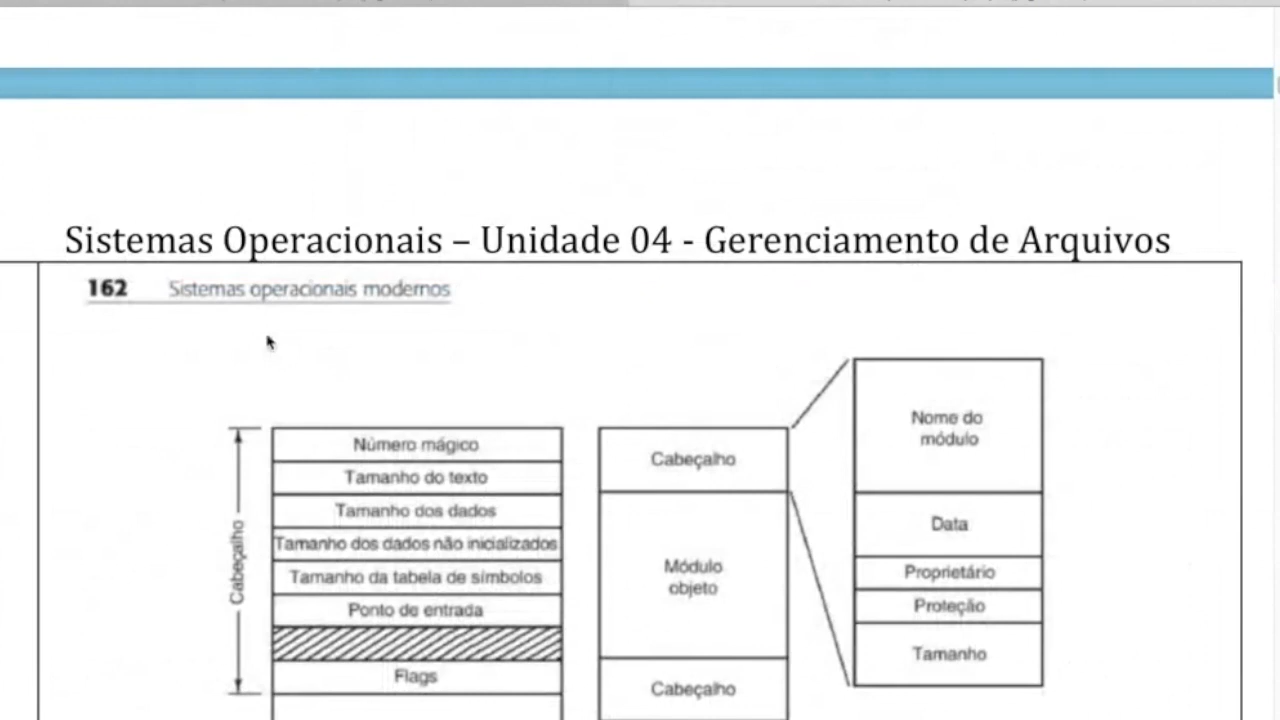 Sistemas Operacionais – Unidade 04 - Gerenciamento de Arquivos
162 Sistemas operacionais modernos
Cabeçalho
Número mágico
Tamanho do texto
Tamanho dos dados
Tamanho dos dados não inicializados
Tamanho da tabela de símbolos
Ponto de entrada
Flags
Cabeçalho
Módulo
objeto
Cabeçalho
Nome do
módulo
Data
Proprietário
Proteção
Tamanho